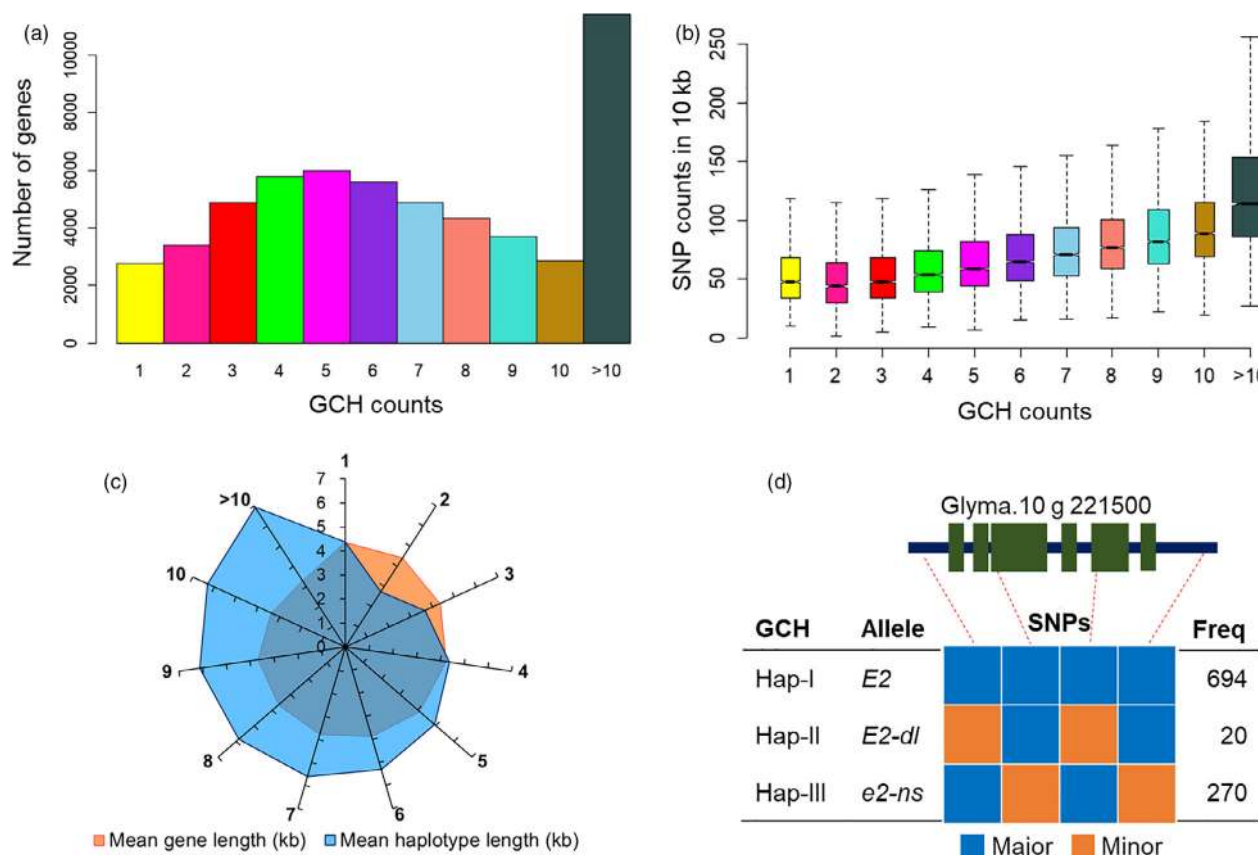 (a)
Number of genes
0 2000 4000 6000 8000 10000
1 2 3 4 5 6 7 8 9 10 >10
GCH counts
(b)
SNP counts in 10 kb
0 50 100 150 200 250
1 2 3 4 5 6 7 8 9 10 >10
GCH counts
(c)
1 2 3 4 5 6 7 8 9 10 >10
0 1 2 3 4 5 6 7
Mean gene length (kb) Mean haplotype length (kb)
(d)
Glyma.10 g 221500
GCH Allele SNPs Freq
Hap-I E2 694
Hap-II E2-dl 20
Hap-III e2-ns 270
Major Minor